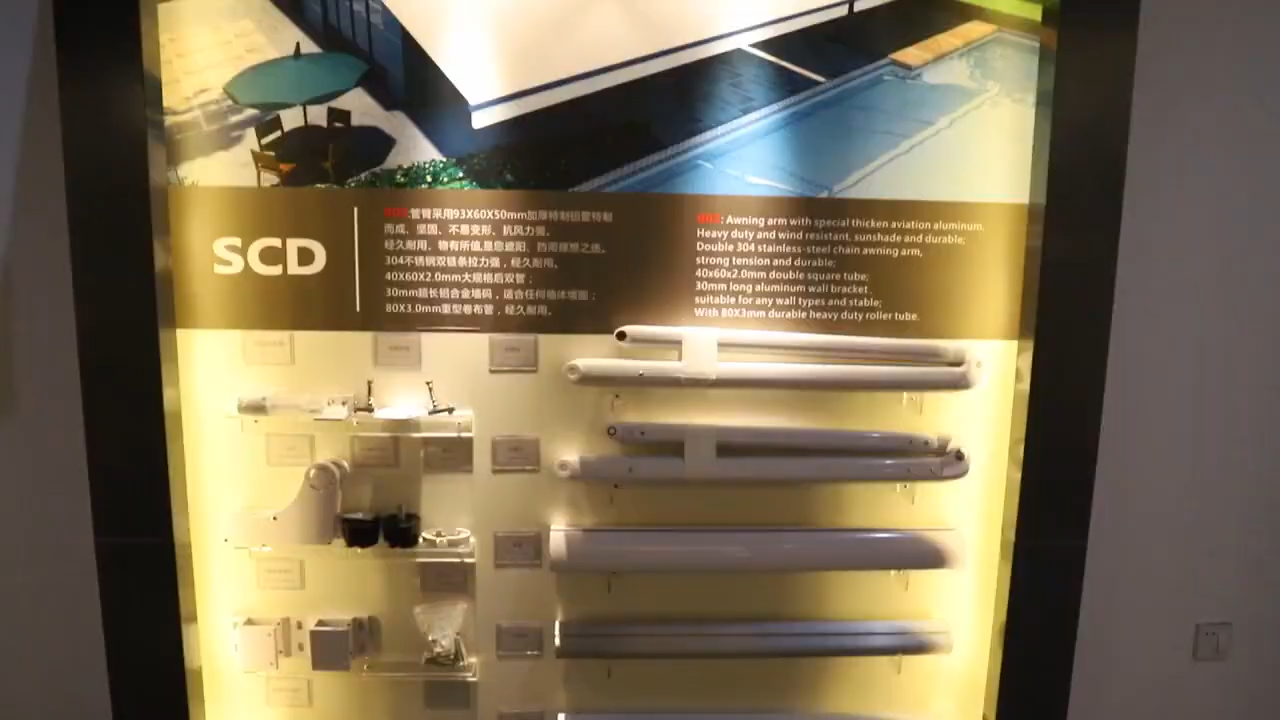 SCD
管臂采用93X60X50mm加厚特制铝管特制
而成、坚固、不易变形、抗风力强、
经久耐用、物有所值,是您遮阳、
304不锈钢双链条拉力强，经久耐用。
40X60X2.0mm大规格后双管；
30mm超长铝合金墙码，适合任何墙体墙面；
80X3.0mm重型卷布管，经久耐用。
: Awning arm with special thicken aviation aluminum,
Heavy duty and wind resistant, sunshade and durable;
Double 304 stainless-steel chain awning arm,
strong tension and durable;
40x60x2.0mm double square tube;
30mm long aluminum wall bracket,
suitable for any wall types and stable;
With 80X3mm durable heavy duty roller tube.